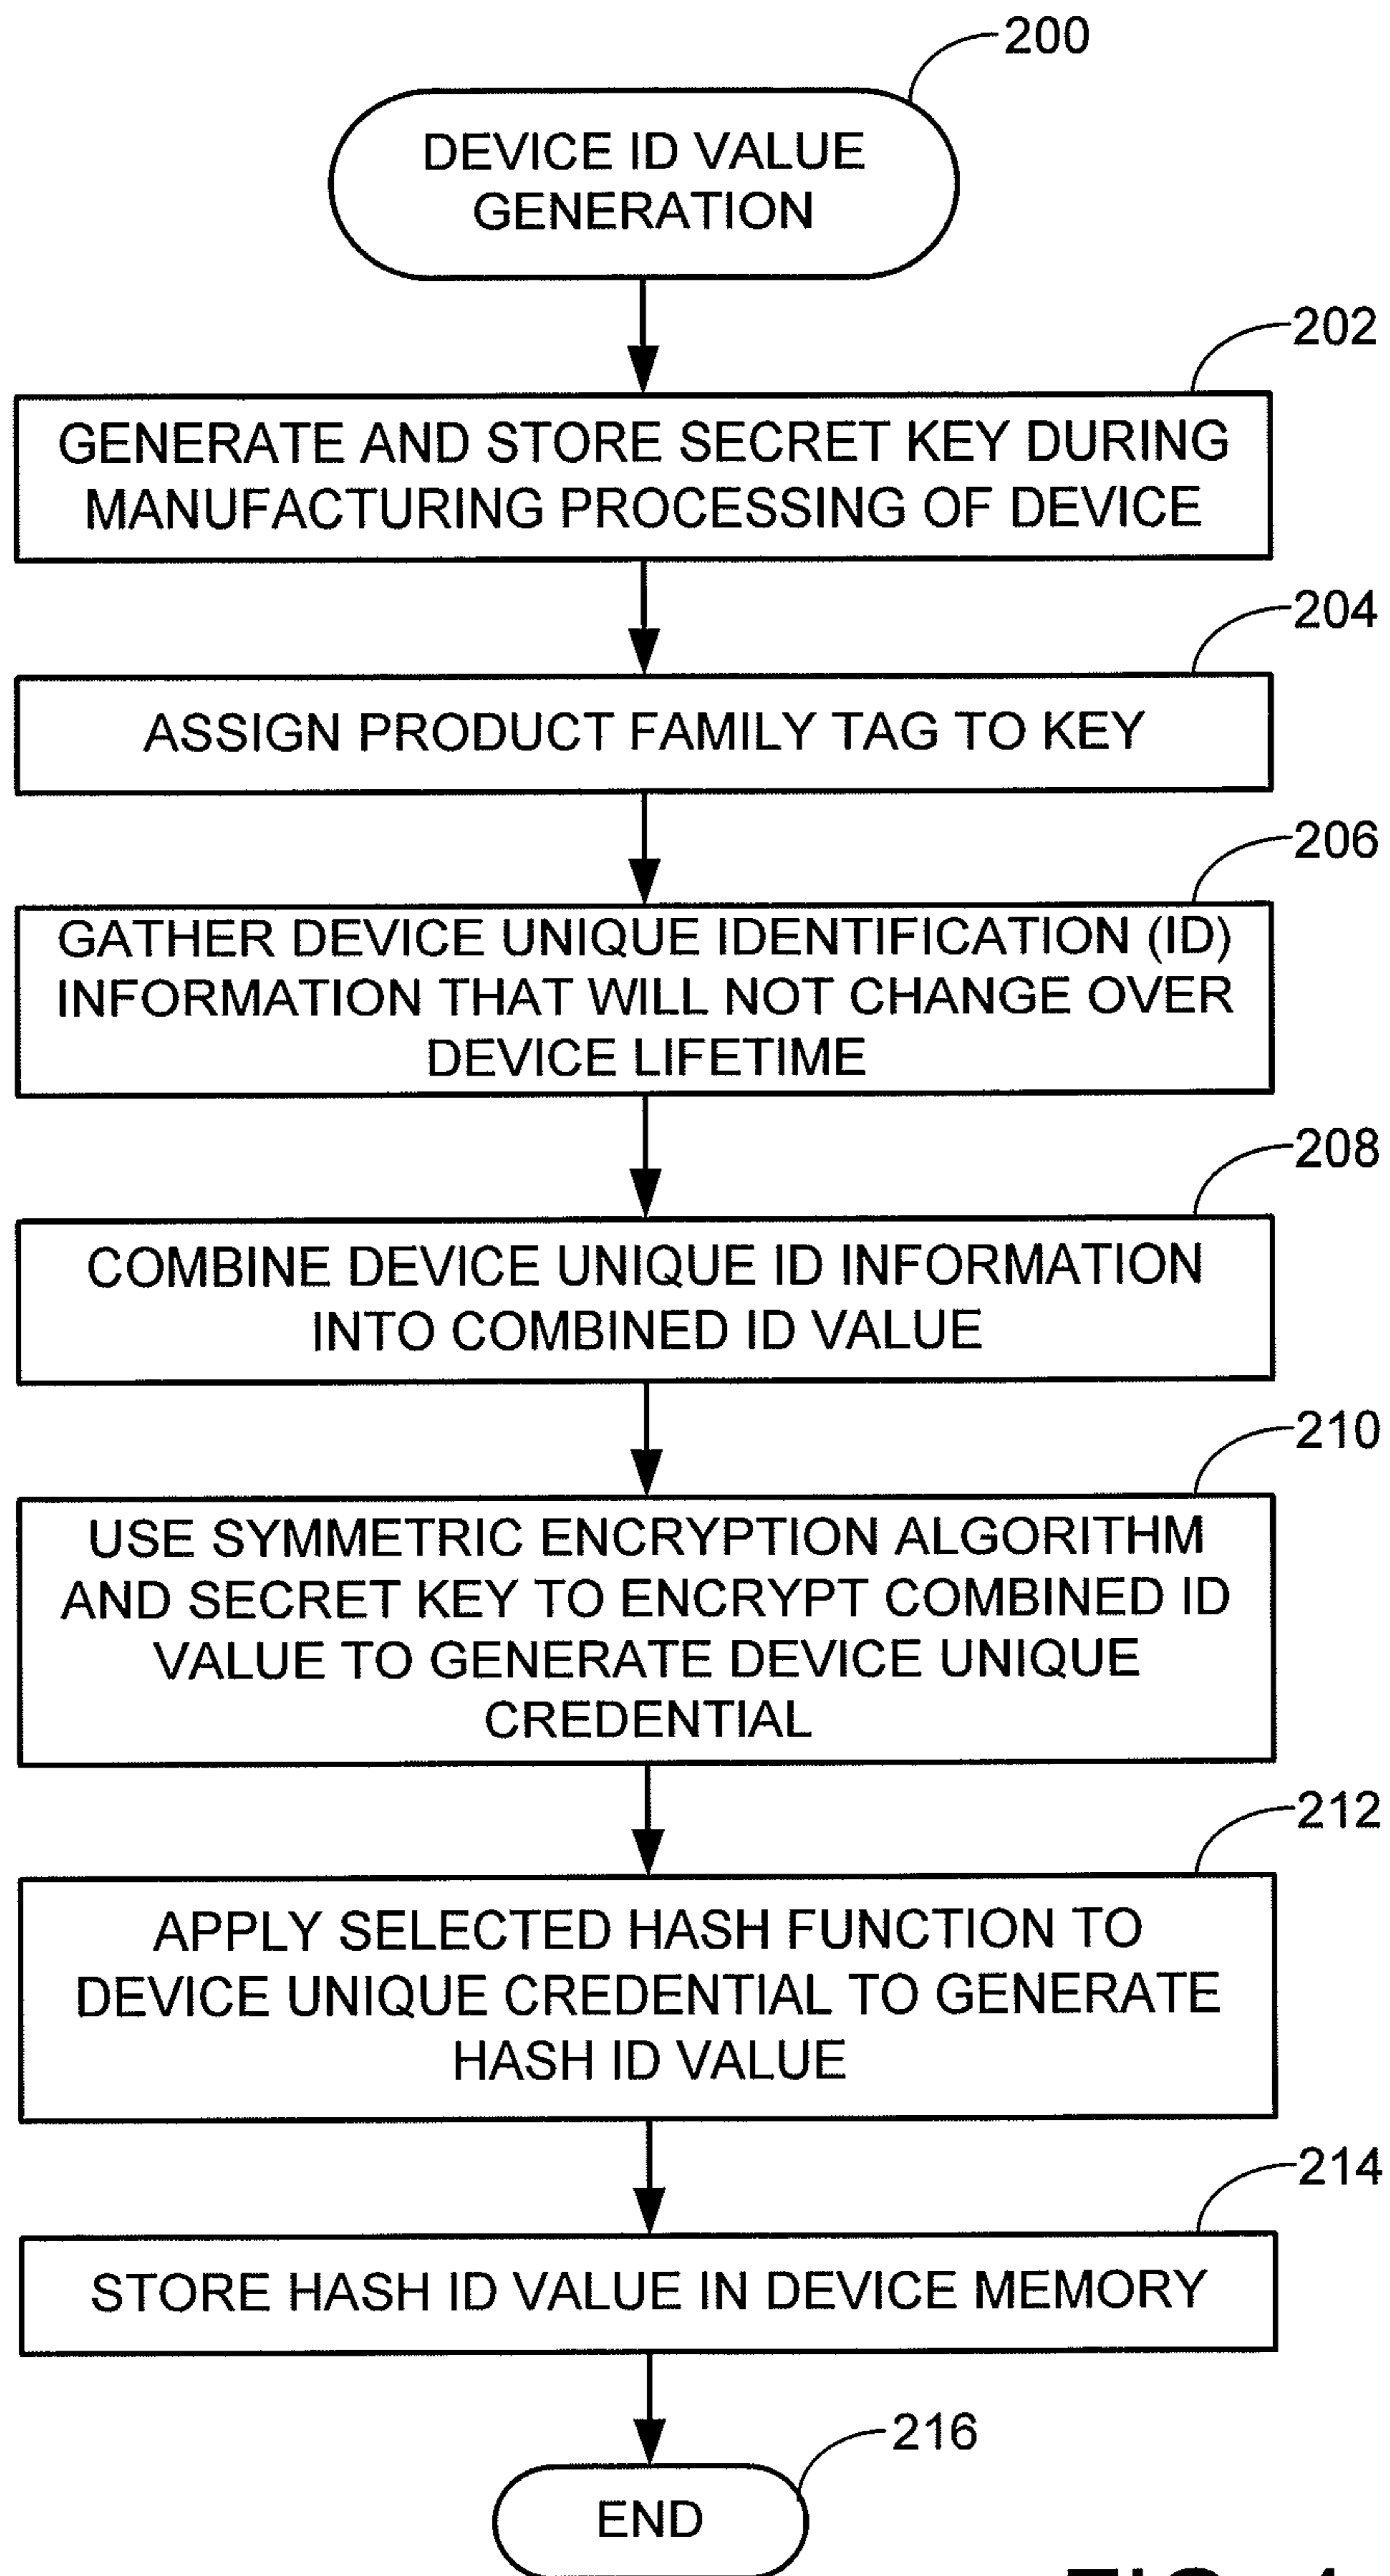 200
DEVICE ID VALUE
GENERATION
202
GENERATE AND STORE SECRET KEY DURING
MANUFACTURING PROCESSING OF DEVICE
204
ASSIGN PRODUCT FAMILY TAG TO KEY
206
GATHER DEVICE UNIQUE IDENTIFICATION (ID)
INFORMATION THAT WILL NOT CHANGE OVER
DEVICE LIFETIME
208
COMBINE DEVICE UNIQUE ID INFORMATION
INTO COMBINED ID VALUE
210
USE SYMMETRIC ENCRYPTION ALGORITHM
AND SECRET KEY TO ENCRYPT COMBINED ID
VALUE TO GENERATE DEVICE UNIQUE
CREDENTIAL
212
APPLY SELECTED HASH FUNCTION TO
DEVICE UNIQUE CREDENTIAL TO GENERATE
HASH ID VALUE
214
STORE HASH ID VALUE IN DEVICE MEMORY
216
END